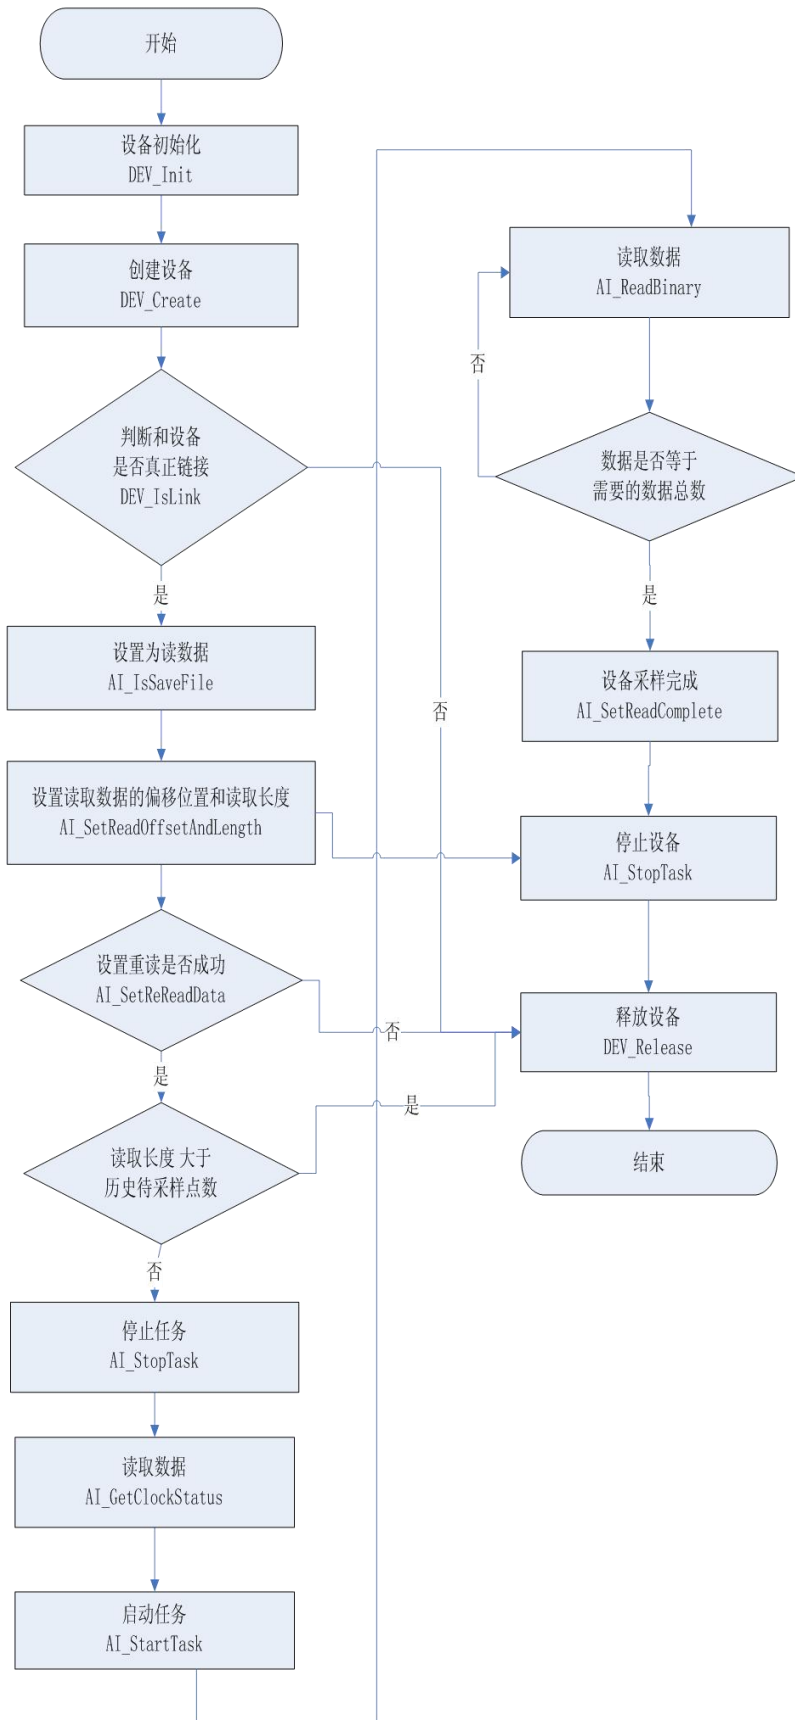 开始
设备初始化
DEV_Init
创建设备
DEV_Create
判断和设备
是否真正链接
DEV_IsLink
是
否
设置为读数据
AI_IsSaveFile
设置读取数据的偏移位置和读取长度
AI_SetReadOffsetAndLength
设置重读是否成功
AI_SetReReadData
否
是
读取长度 大于
历史待采样点数
是
否
停止任务
AI_StopTask
读取数据
AI_GetClockStatus
启动任务
AI_StartTask
读取数据
AI_ReadBinary
否
数据是否等于
需要的数据总数
是
设备采样完成
AI_SetReadComplete
停止设备
AI_StopTask
释放设备
DEV_Release
结束